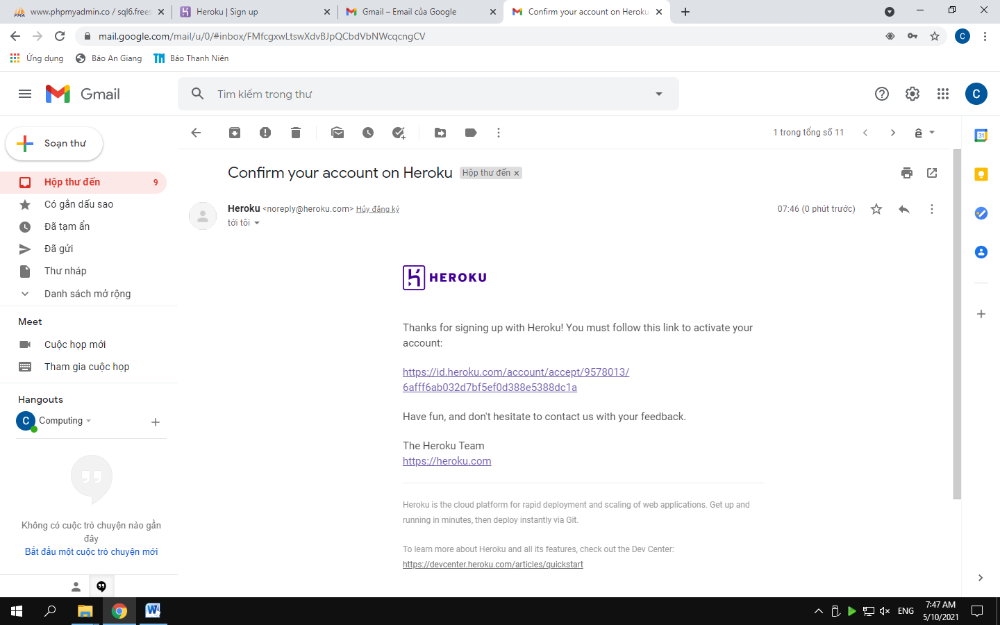 www.phpmyadmin.co / sql6.frees
Heroku | Sign up
Gmail – Email của Google
Confirm your account on Heroku
mail.google.com/mail/u/0/#inbox/FMfcgxwLtswXdvBJpQCbdVbNWcqcngCV
C
Ứng dụng
Báo An Giang
TN Báo Thanh Niên
Gmail
Tìm kiếm trong thư
C
Soạn thư
1 trong tổng số 11
ê
31
Hộp thư đến 9
Có gắn dấu sao
Đã tạm ẩn
Đã gửi
Thư nháp
Danh sách mở rộng
Meet
Cuộc họp mới
Tham gia cuộc họp
Hangouts
C Computing
Không có cuộc trò chuyện nào gần
đây
Bắt đầu một cuộc trò chuyện mới
Confirm your account on Heroku Hộp thư đến x
Heroku <noreply@heroku.com> Hủy đăng ký
07:46 (0 phút trước)
tới tôi
HEROKU
Thanks for signing up with Heroku! You must follow this link to activate your
account:
https://id.heroku.com/account/accept/9578013/
6afff6ab032d7bf5ef0d388e5388dc1a
Have fun, and don't hesitate to contact us with your feedback.
The Heroku Team
https://heroku.com
Heroku is the cloud platform for rapid deployment and scaling of web applications. Get up and
running in minutes, then deploy instantly via Git.
To learn more about Heroku and all its features, check out the Dev Center:
https://devcenter.heroku.com/articles/quickstart
ENG
7:47 AM
5/10/2021